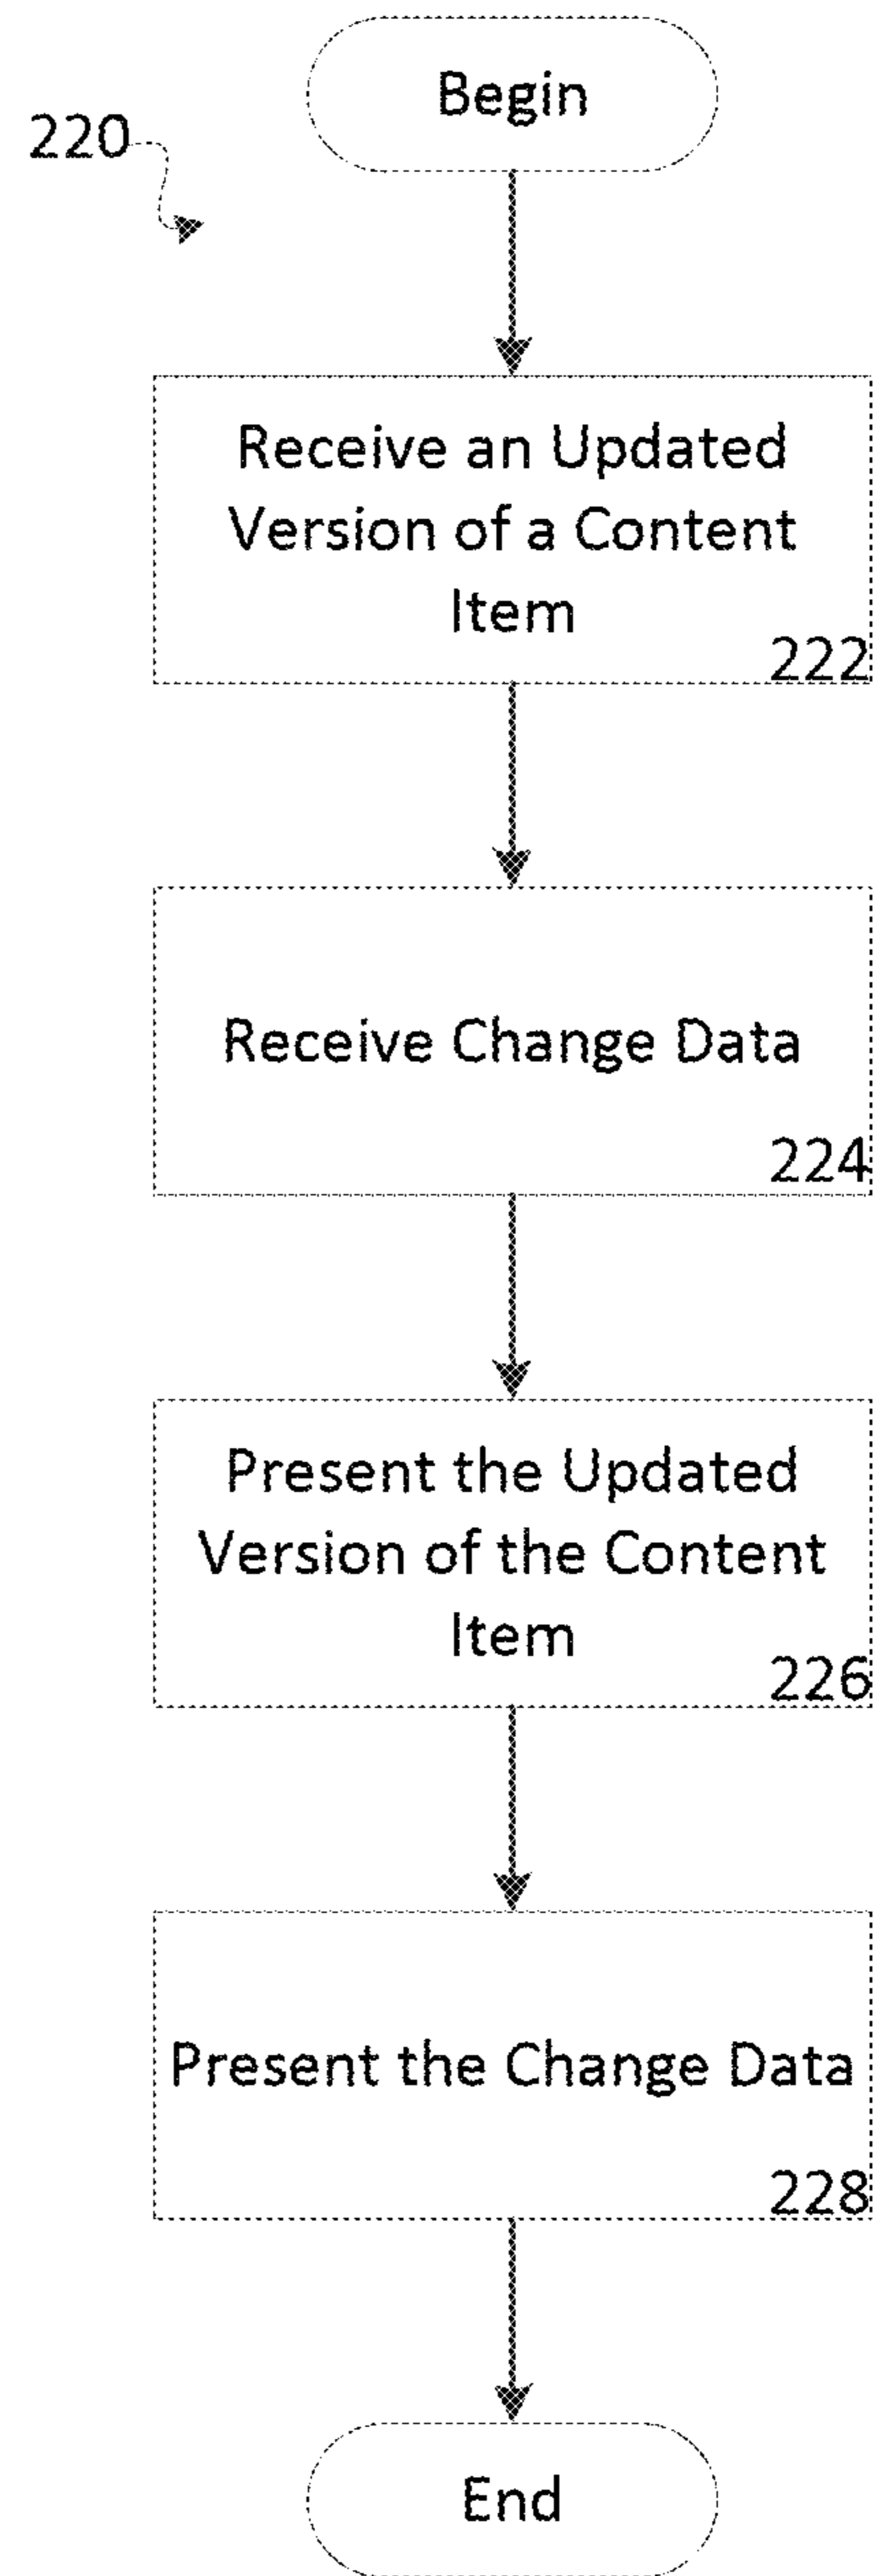 Begin
220
Receive an Updated
Version of a Content
Item
222
Receive Change Data
224
Present the Updated
Version of the Content
Item
226
Present the Change Data
228
End